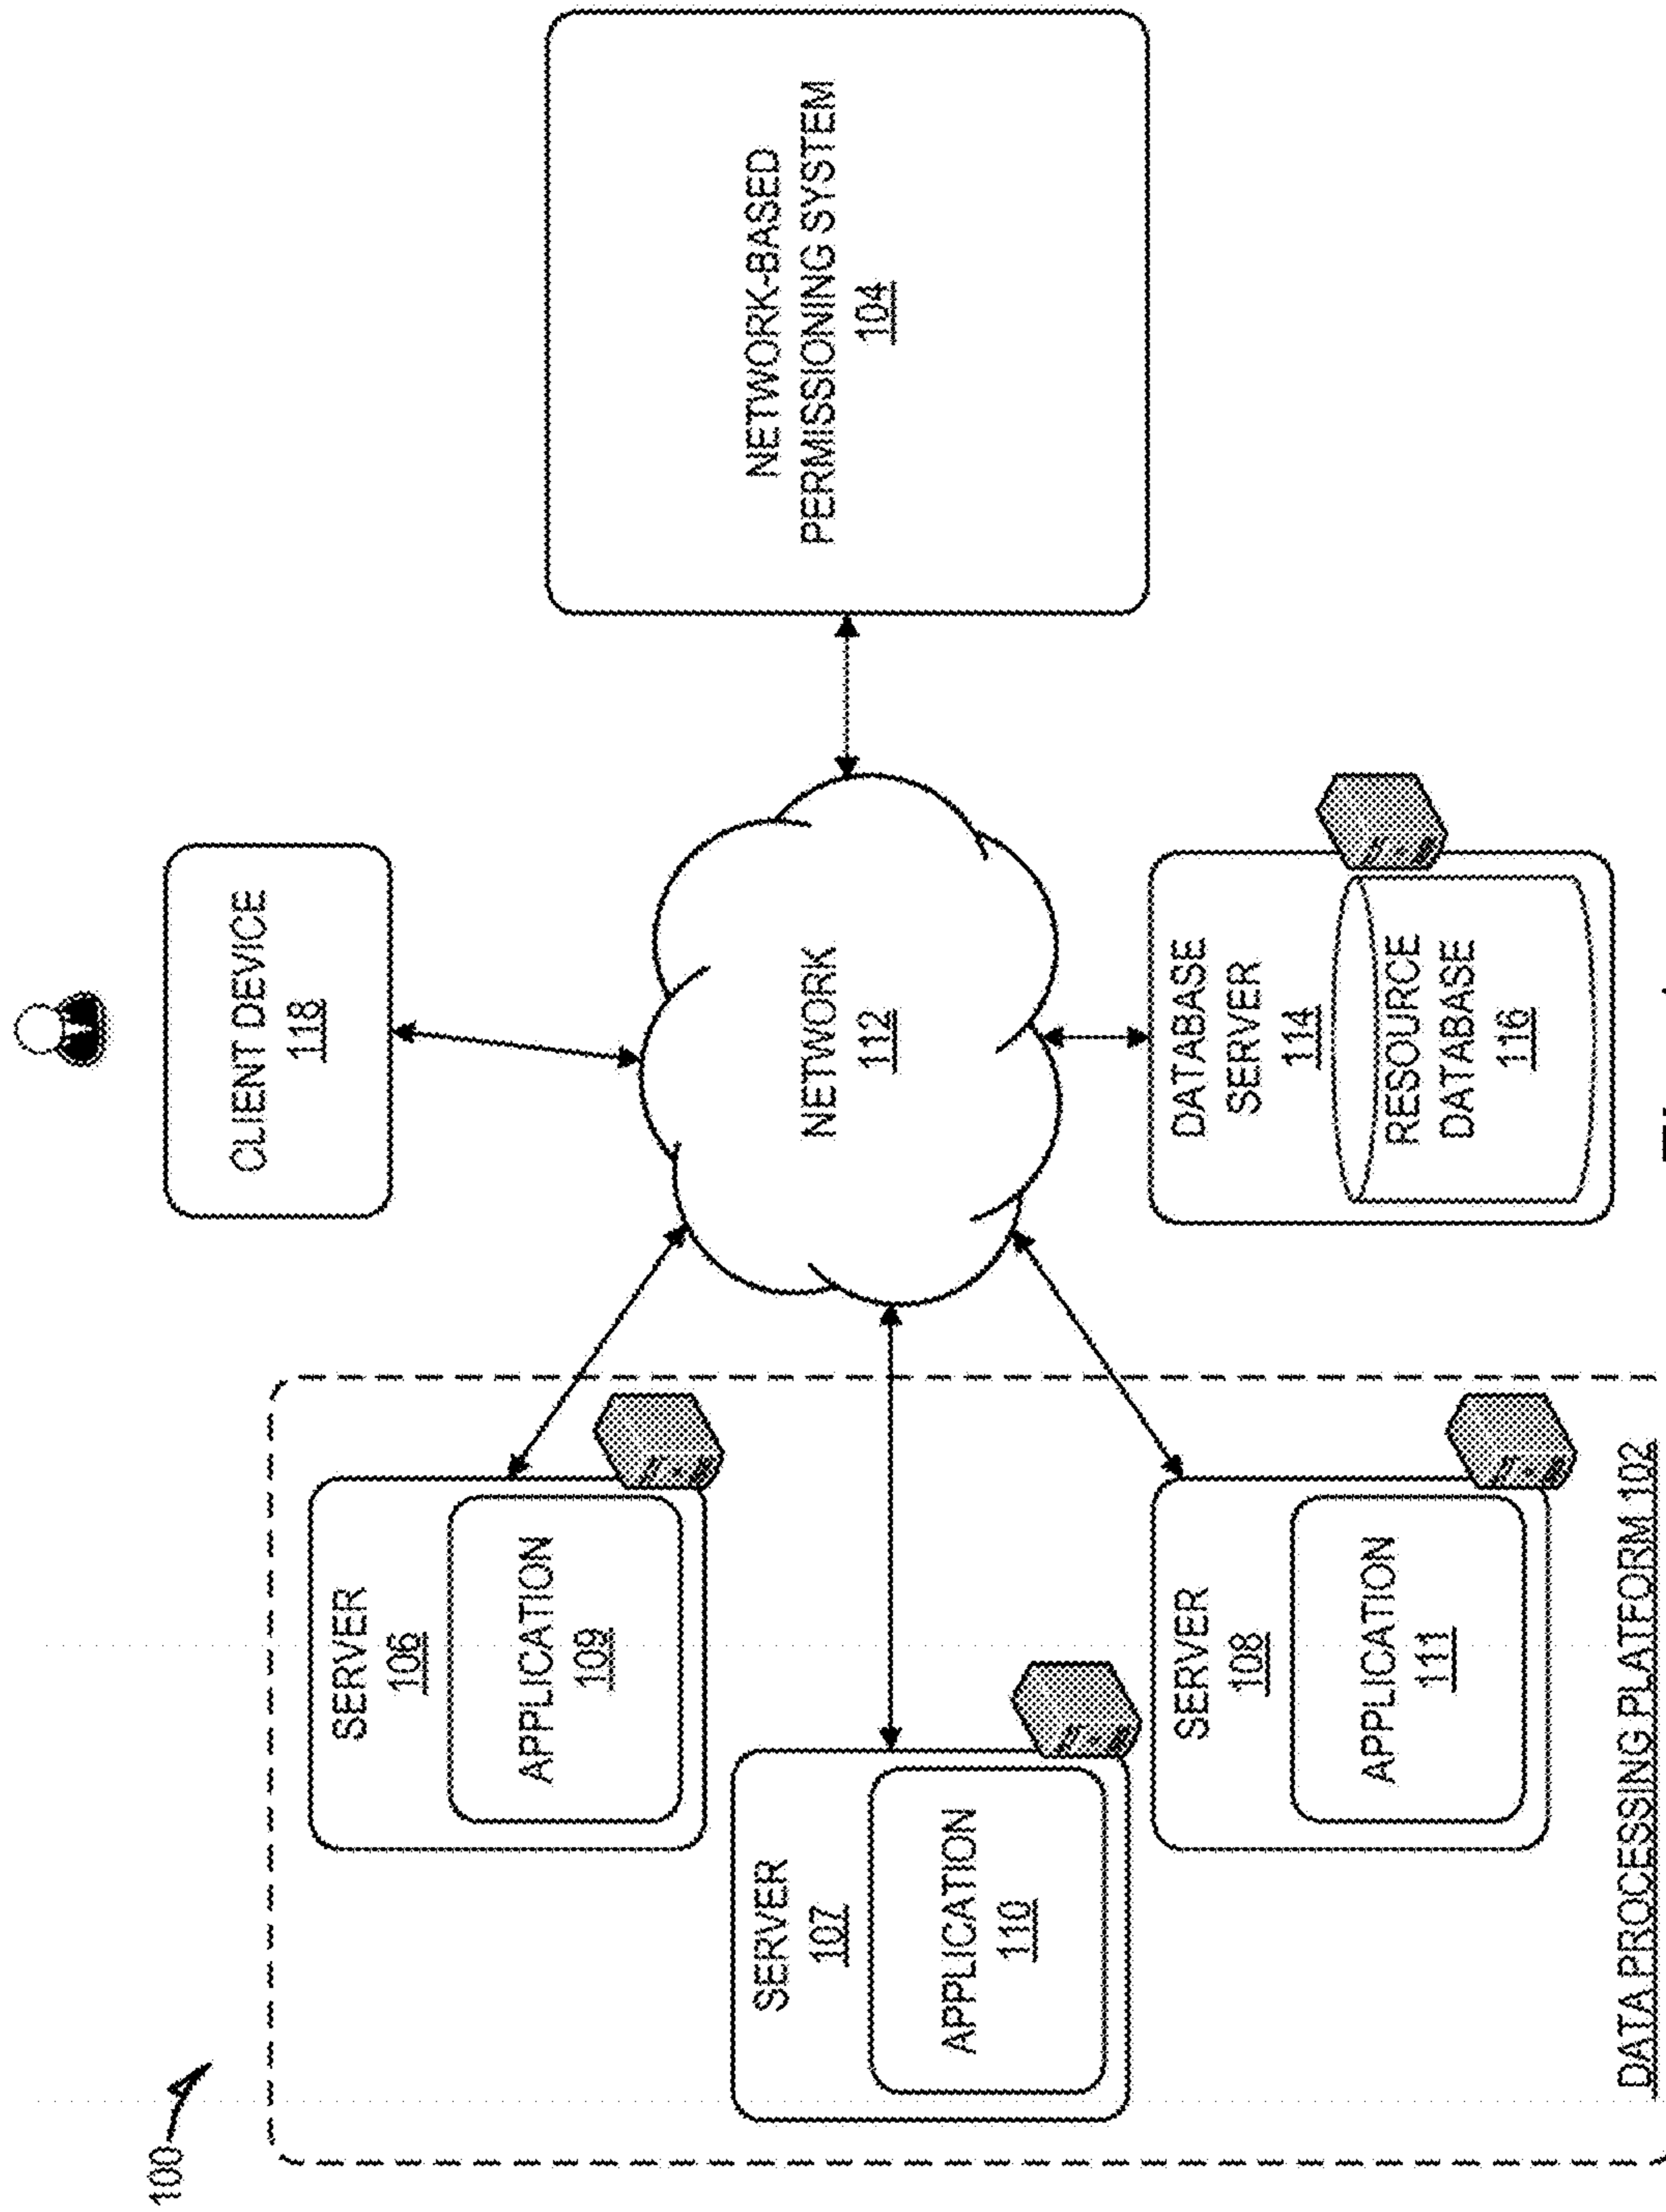 100
CLIENT DEVICE
118
SERVER
106
APPLICATION
109
SERVER
107
APPLICATION
110
SERVER
108
APPLICATION
111
DATA PROCESSING PLATFORM 102
NETWORK
112
NETWORK-BASED
PERMISSIONING SYSTEM
104
DATABASE
SERVER
114
RESOURCE
DATABASE
116